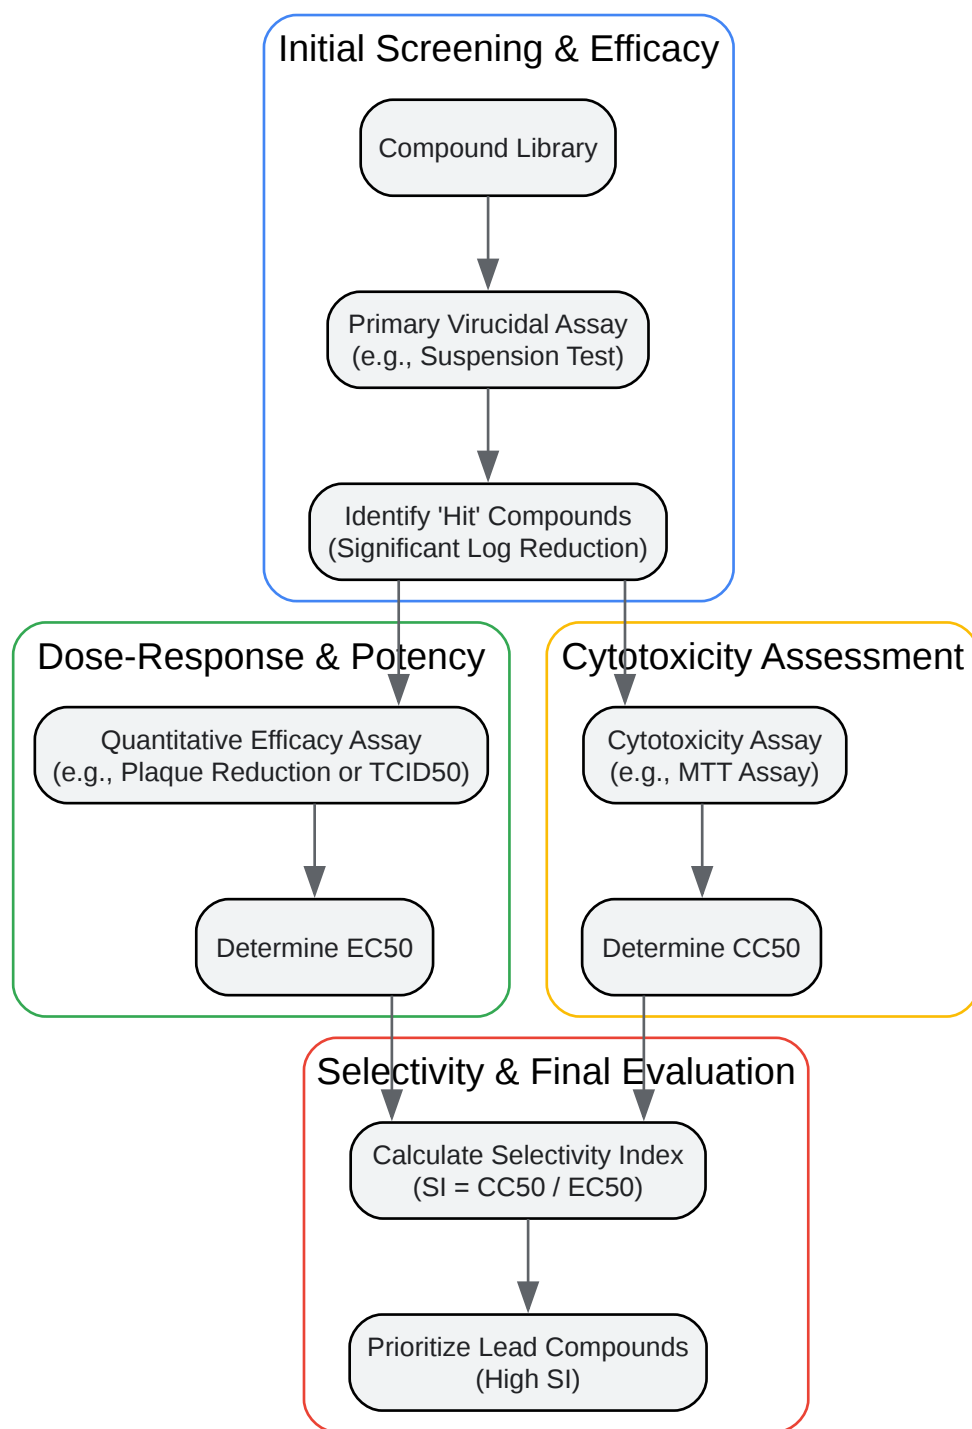 Initial Screening & Efficacy
Compound Library
Primary Virucidal Assay
(e.g., Suspension Test)
Identify 'Hit' Compounds
(Significant Log Reduction)
Dose-Response & Potency
Quantitative Efficacy Assay
(e.g., Plaque Reduction or TCID50)
Determine EC50
Cytotoxicity Assessment
Cytotoxicity Assay
(e.g., MTT Assay)
Determine CC50
Selectivity & Final Evaluation
Calculate Selectivity Index
(SI = CC50 / EC50)
Prioritize Lead Compounds
(High SI)